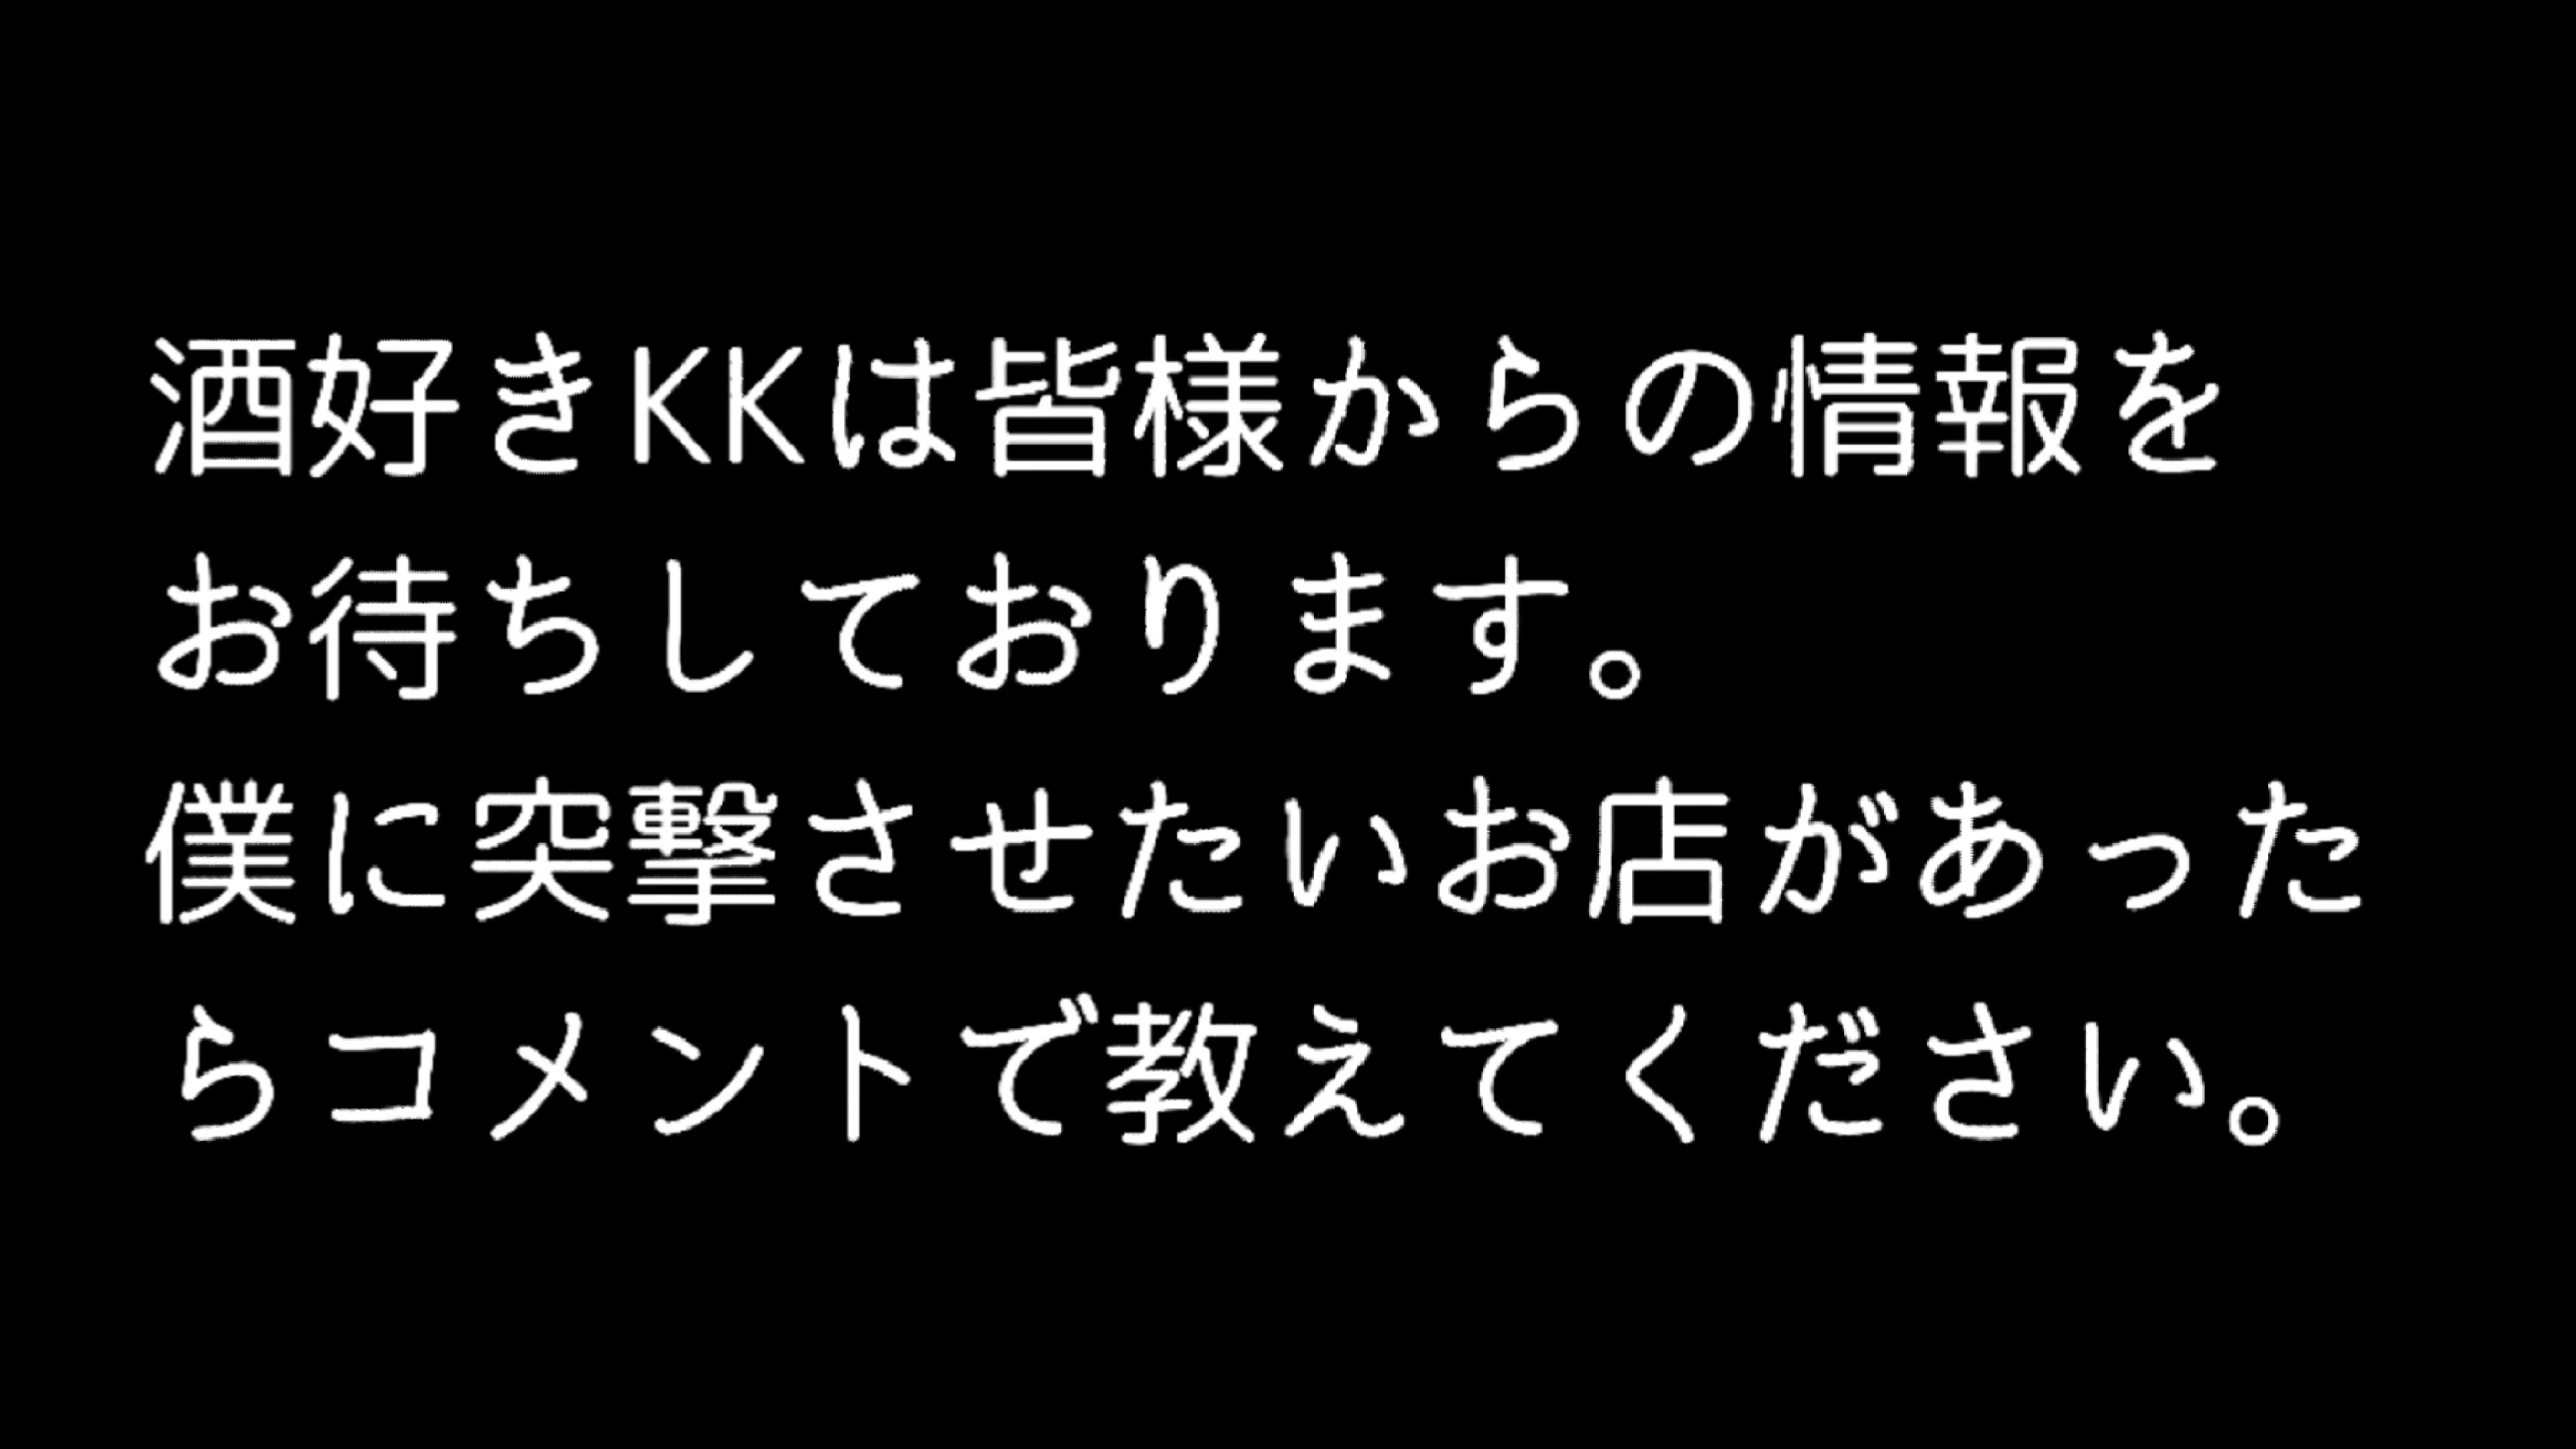 酒好きKKは皆様からの情報を
お待ちしております。
僕に突撃させたいお店があった
らコメントで教えてください。